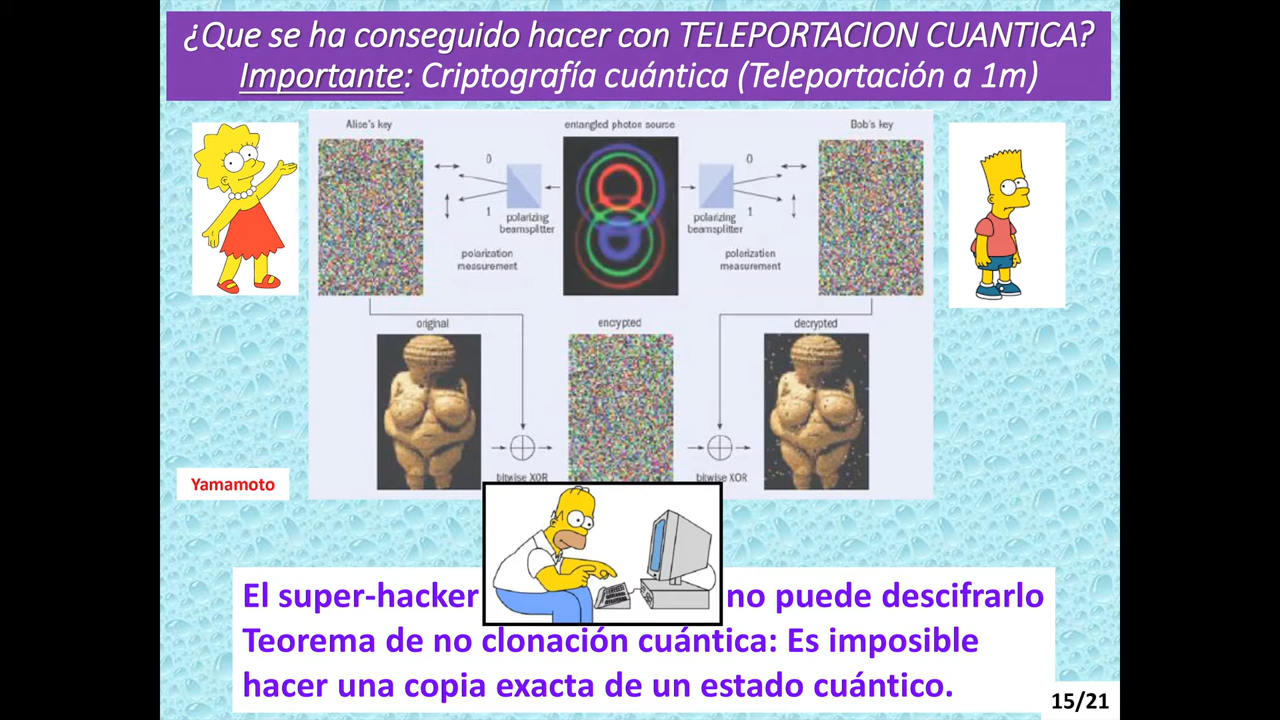 ¿Que se ha conseguido hacer con TELEPORTACION CUANTICA?
Importante: Criptografía cuántica (Teleportación a 1m)
Alice's key
entangled photon source
Bob's key
0
0
1
1
polarizing
beamsplitter
polarizing
beamsplitter
polarization
measurement
polarization
measurement
original
encrypted
decrypted
bitwise XOR
bitwise XOR
Yamamoto
El super-hacker no puede descifrarlo
Teorema de no clonación cuántica: Es imposible
hacer una copia exacta de un estado cuántico.
15/21